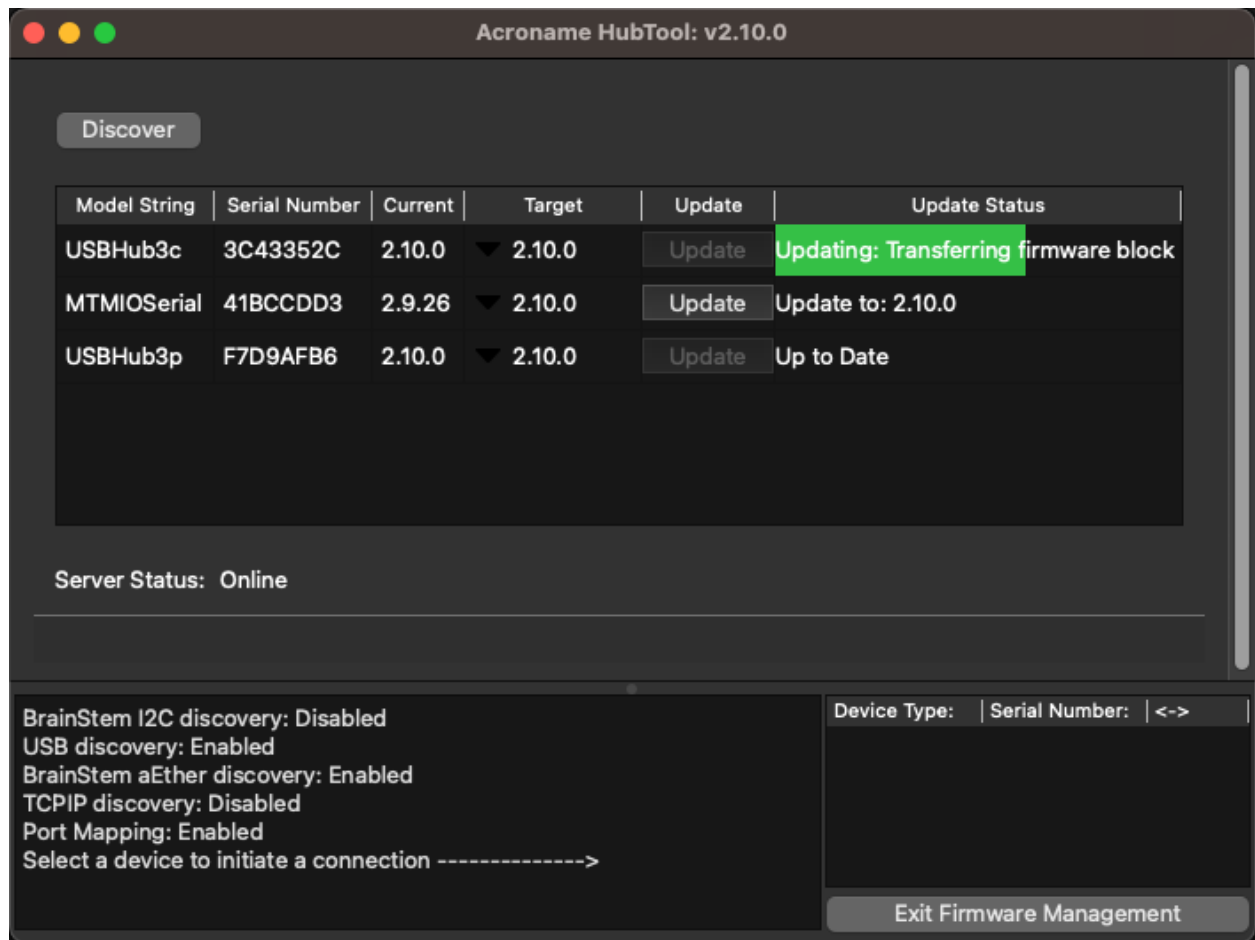 Acroname HubTool: v2.10.0
Discover
Model String Serial Number Current Target Update Update Status
USBHub3c 3C43352C 2.10.0 2.10.0 Update Updating: Transferring firmware block
MTMIOSerial 41BCCDD3 2.9.26 2.10.0 Update Update to: 2.10.0
USBHub3p F7D9AFB6 2.10.0 2.10.0 Update Up to Date
Server Status: Online
BrainStem I2C discovery: Disabled
USB discovery: Enabled
BrainStem aEther discovery: Enabled
TCPIP discovery: Disabled
Port Mapping: Enabled
Select a device to initiate a connection -------------->
Device Type: Serial Number: <->
Exit Firmware Management